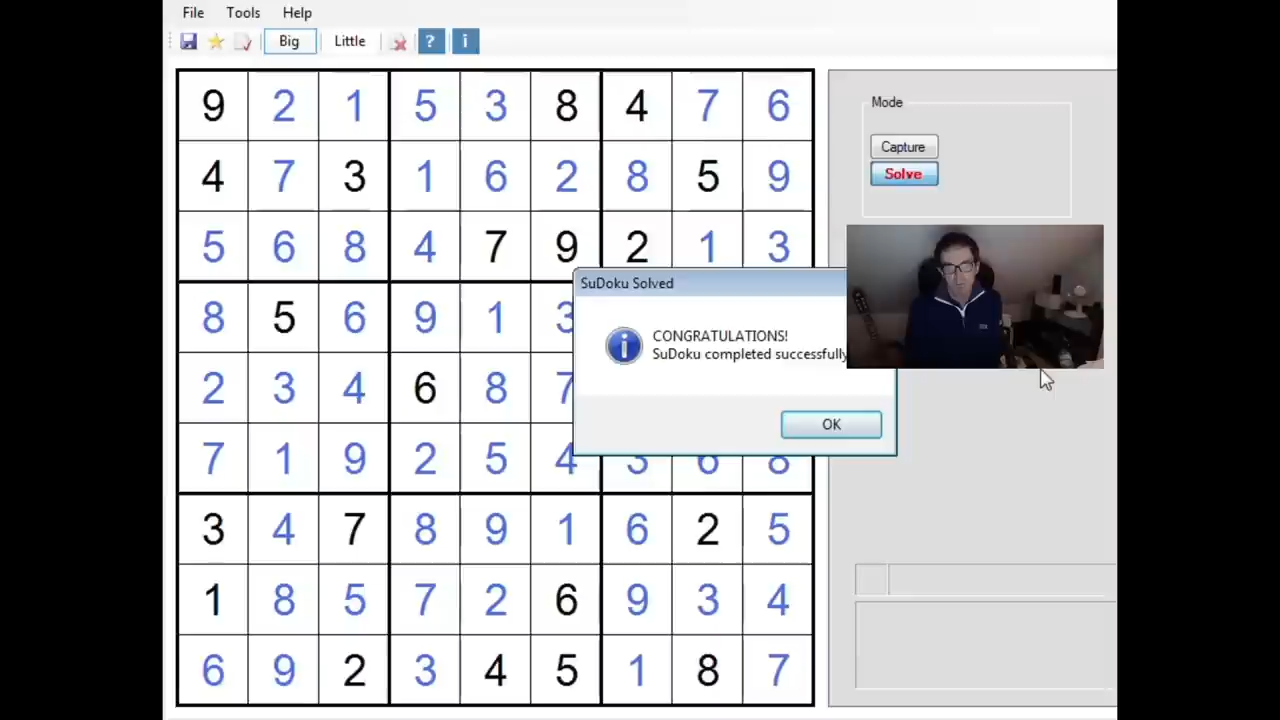 File Tools Help
Big Little ? i
9 2 1 5 3 8 4 7 6
4 7 3 1 6 2 8 5 9
5 6 8 4 7 9 2 1 3
8 5 6 9 1 3
2 3 4 6 8 7
7 1 9 2 5 4 3 6 8
3 4 7 8 9 1 6 2 5
1 8 5 7 2 6 9 3 4
6 9 2 3 4 5 1 8 7
Mode
Capture
Solve
SuDoku Solved
CONGRATULATIONS!
SuDoku completed successfully
OK